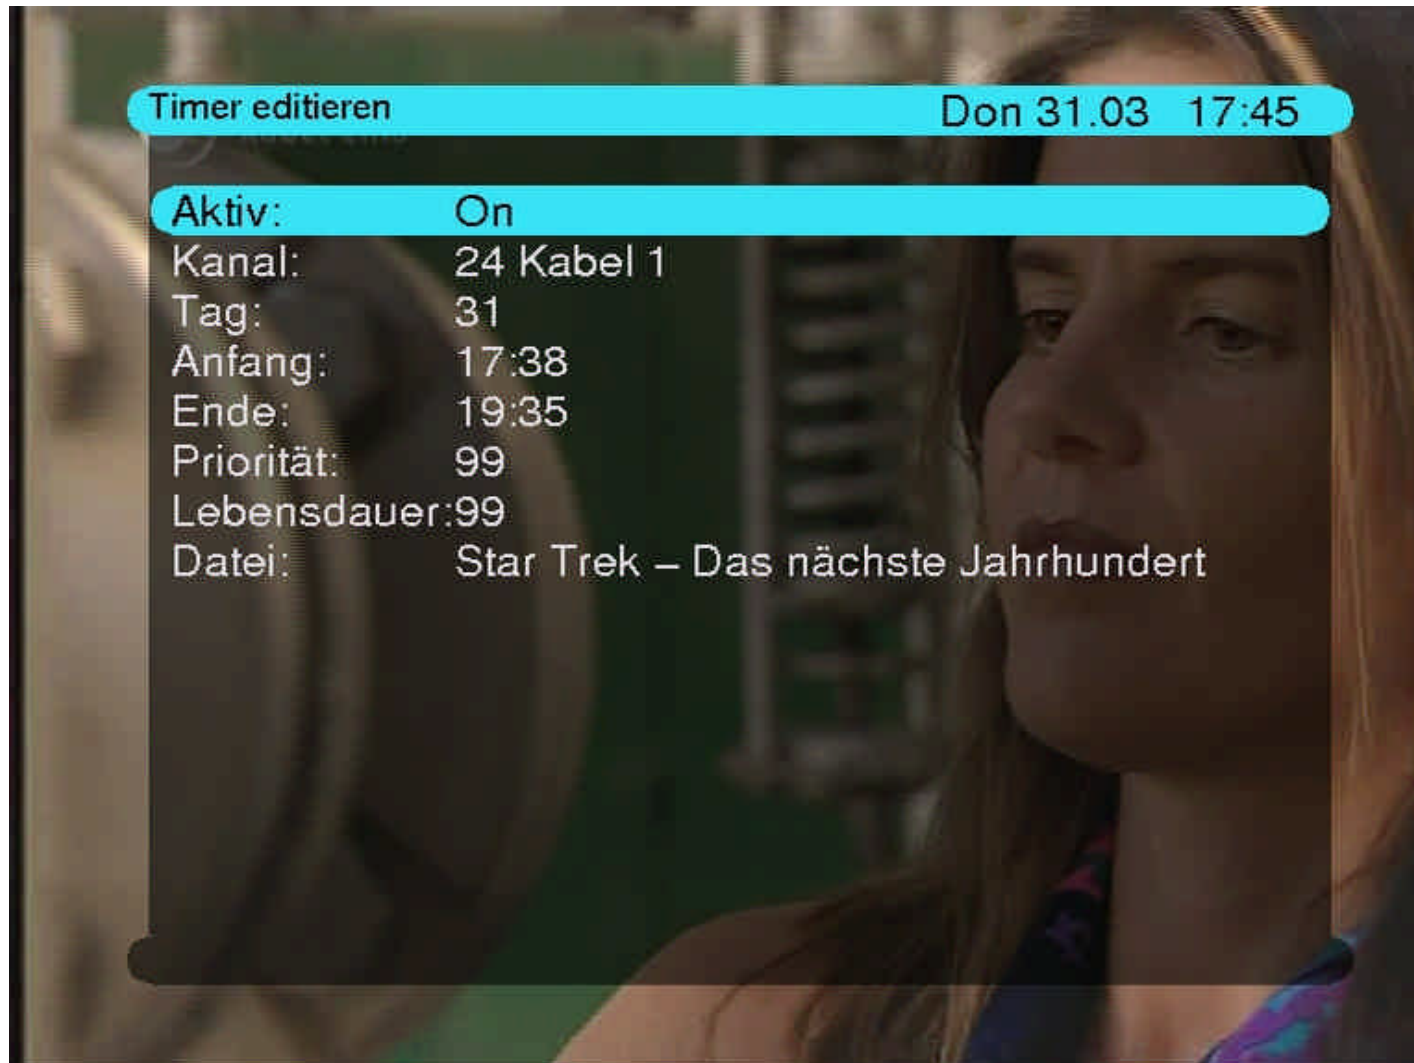 Timer editieren Don 31.03 17:45
Aktiv: On
Kanal: 24 Kabel 1
Tag: 31
Anfang: 17:38
Ende: 19:35
Priorität: 99
Lebensdauer:99
Datei: Star Trek – Das nächste Jahrhundert